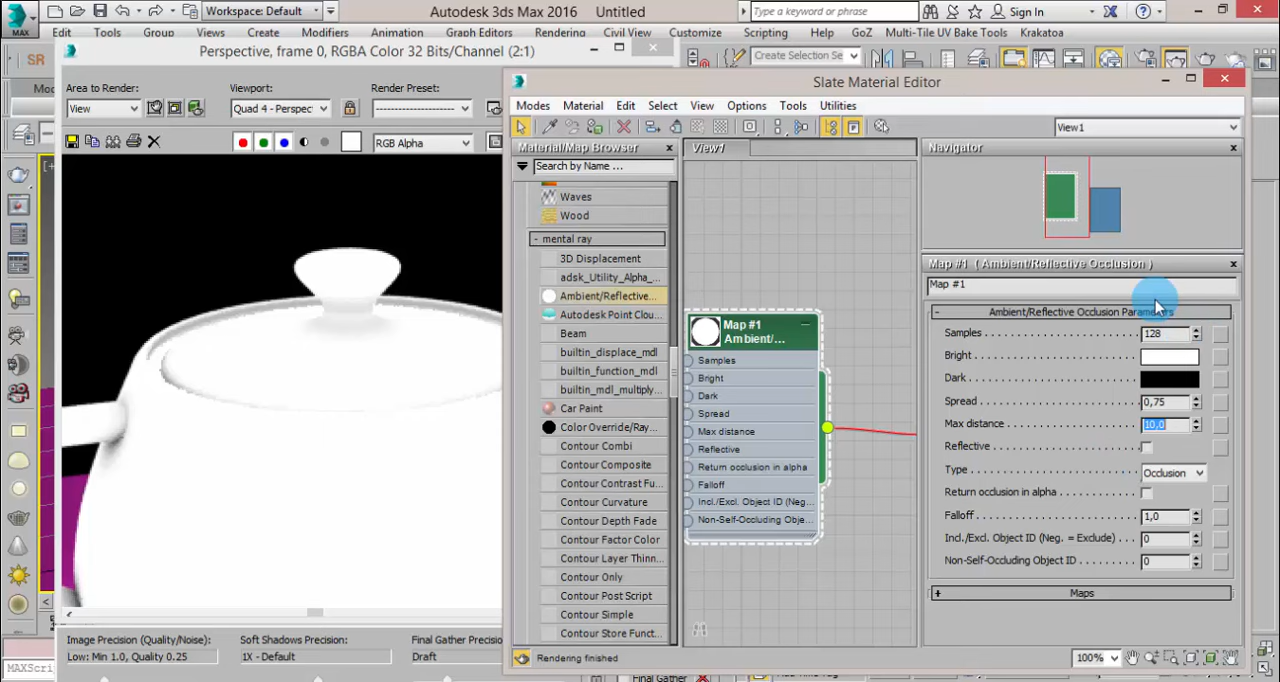 MAX
Workspace: Default
Autodesk 3ds Max 2016 Untitled
Type a keyword or phrase
Sign In
Edit Tools Group Views Create Modifiers Animation Graph Editors Rendering Civil View Customize Scripting Help GoZ Multi-Tile UV Bake Tools Krakatoa
SR
Perspective, frame 0, RGBA Color 32 Bits/Channel (2:1)
Create Selection Se
Area to Render:
Viewport:
Render Preset:
View
Quad 4 - Perspect
RGB Alpha
Slate Material Editor
Modes Material Edit Select View Options Tools Utilities
View1
Material/Map Browser
Search by Name ...
Waves
Wood
- mental ray
3D Displacement
adsk_Utility_Alpha_...
Ambient/Reflective...
Autodesk Point Clou...
Beam
builtin_displace_mdl
builtin_function_mdl
builtin_mdl_multiply...
Car Paint
Color Override/Ray...
Contour Combi
Contour Composite
Contour Contrast Fu...
Contour Curvature
Contour Depth Fade
Contour Factor Color
Contour Layer Thinn...
Contour Only
Contour Post Script
Contour Simple
Contour Store Funct...
View1
Map #1
Ambient/...
Samples
Bright
Dark
Spread
Max distance
Reflective
Return occlusion in alpha
Falloff
Incl./Excl. Object ID (Neg...
Non-Self-Occluding Obje...
Navigator
Map #1 ( Ambient/Reflective Occlusion )
Map #1
- Ambient/Reflective Occlusion Parameters
Samples 128
Bright
Dark
Spread 0,75
Max distance 10,0
Reflective
Type Occlusion
Return occlusion in alpha
Falloff 1,0
Incl./Excl. Object ID (Neg. = Exclude) 0
Non-Self-Occluding Object ID 0
+ Maps
Rendering finished
100%
Image Precision (Quality/Noise):
Low: Min 1.0, Quality 0.25
Soft Shadows Precision:
1X - Default
Final Gather Precisio
Draft
MAXScri
Final Gather